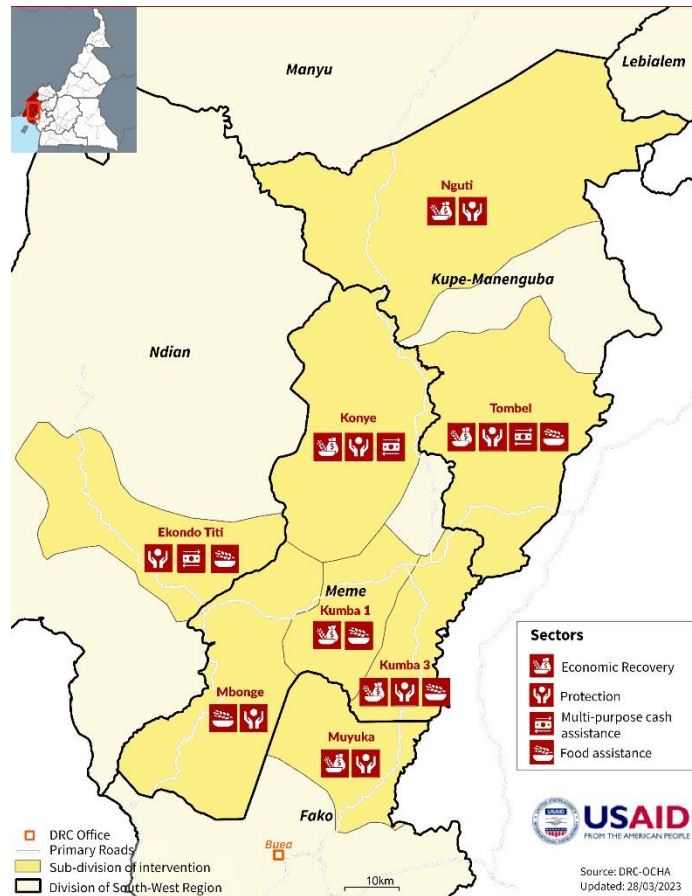 Manyu
Lebialem
Nguti
Kupe-Manenguba
Ndian
Konye
Tombel
Ekondo Titi
Meme
Kumba 1
Kumba 3
Mbonge
Muyuka
Fako
Buea
Sectors
Economic Recovery
Protection
Multi-purpose cash
assistance
Food assistance
USAID
FROM THE AMERICAN PEOPLE
DRC Office
Primary Roads
Sub-division of intervention
Division of South-West Region
10km
Source: DRC-OCHA
Updated: 28/03/2023